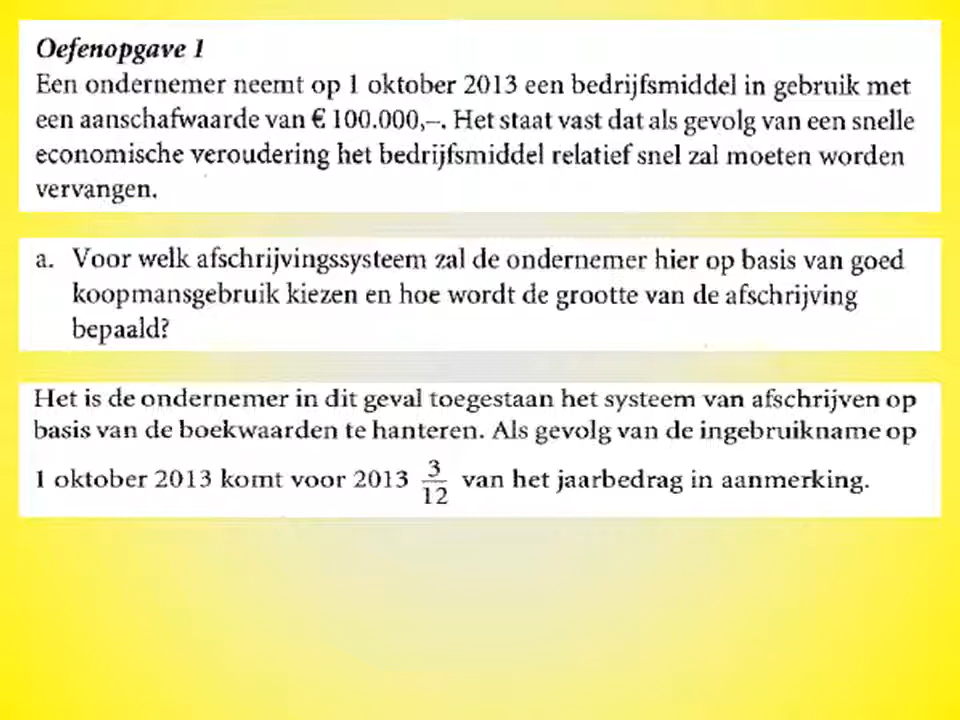 Oefenopgave 1
Een ondernemer neemt op 1 oktober 2013 een bedrijfsmiddel in gebruik met
een aanschafwaarde van € 100.000,–. Het staat vast dat als gevolg van een snelle
economische veroudering het bedrijfsmiddel relatief snel zal moeten worden
vervangen.
a. Voor welk afschrijvingssysteem zal de ondernemer hier op basis van goed
koopmansgebruik kiezen en hoe wordt de grootte van de afschrijving
bepaald?
Het is de ondernemer in dit geval toegestaan het systeem van afschrijven op
basis van de boekwaarden te hanteren. Als gevolg van de ingebruikname op
1 oktober 2013 komt voor 2013 3/12 van het jaarbedrag in aanmerking.